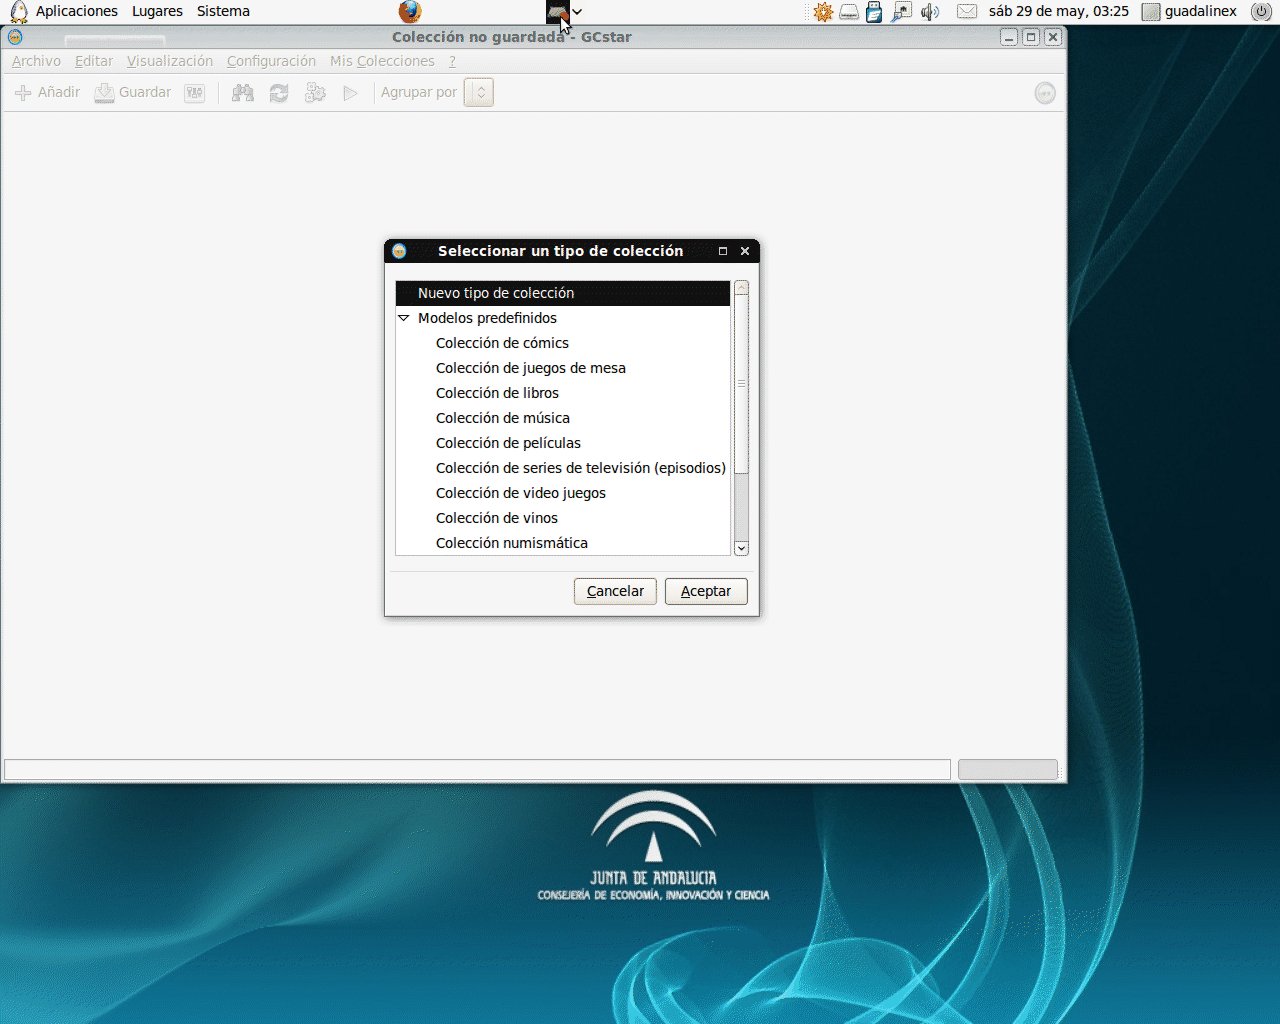 Aplicaciones Lugares Sistema sáb 29 de may, 03:25 guadalinex
Colección no guardada - GCstar
Archivo Editar Visualización Configuración Mis Colecciones ?
Añadir Guardar Agrupar por
Seleccionar un tipo de colección
Nuevo tipo de colección
Modelos predefinidos
Colección de cómics
Colección de juegos de mesa
Colección de libros
Colección de música
Colección de películas
Colección de series de televisión (episodios)
Colección de video juegos
Colección de vinos
Colección numismática
Cancelar Aceptar
JUNTA DE ANDALUCIA
CONSEJERÍA DE ECONOMÍA, INNOVACIÓN Y CIENCIA